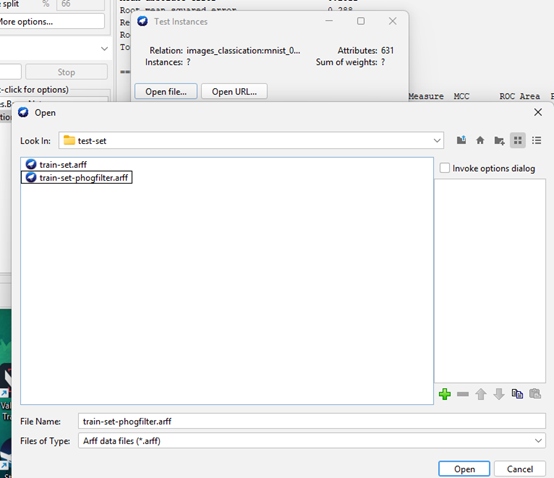 e split % 66
More options...
Stop
-click for options)
Root mean squared error 0.288
Test Instances
Relation: images_classication:mnist_0... Attributes: 631
Instances: ? Sum of weights: ?
Open file... Open URL...
Measure MCC ROC Area
Open
Look In: test-set
train-set.arff
train-set-phogfilter.arff
Invoke options dialog
File Name: train-set-phogfilter.arff
Files of Type: Arff data files (*.arff)
Open Cancel